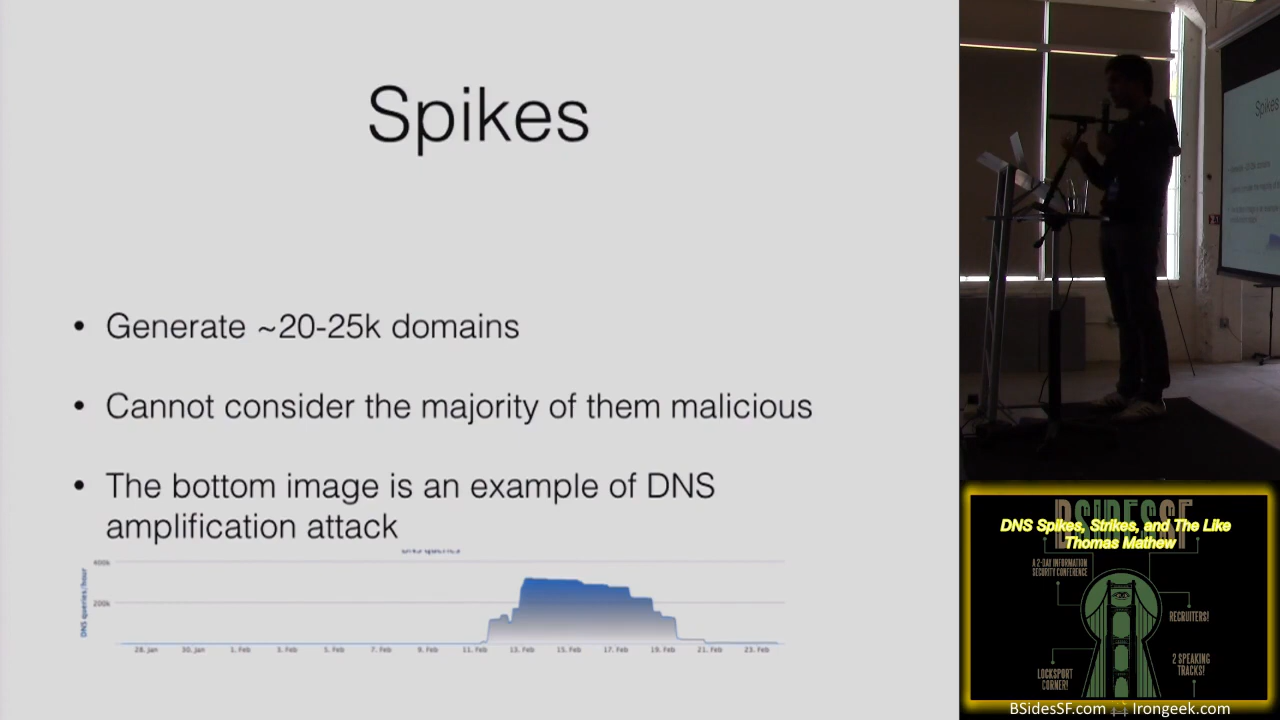 Spikes
• Generate ~20-25k domains
• Cannot consider the majority of them malicious
• The bottom image is an example of DNS
amplification attack
400k
200k
DNS queries/hour
28. Jan
30. Jan
1. Feb
3. Feb
5. Feb
7. Feb
9. Feb
11. Feb
13. Feb
15. Feb
17. Feb
19. Feb
21. Feb
23. Feb
Spikes
BSIDESSF
DNS Spikes, Strikes, and The Like
Thomas Mathew
A 2-DAY INFORMATION
SECURITY CONFERENCE
RECRUITERS!
LOCKSPORT
CORNER!
2 SPEAKING
TRACKS!
BSidesSF.com
Irongeek.com